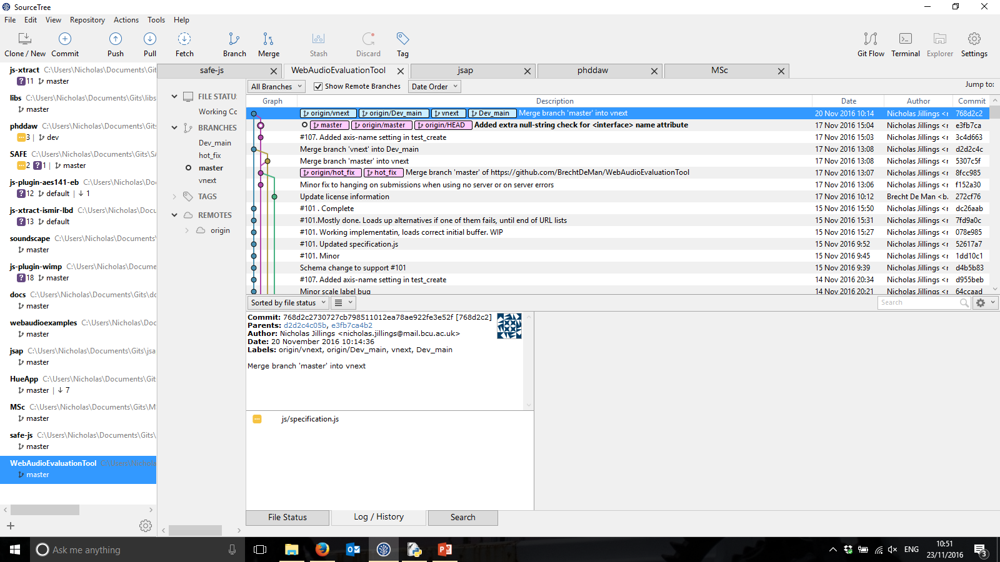 SourceTree
File Edit View Repository Actions Tools Help
Clone / New Commit Push Pull Fetch Branch Merge Stash Discard Tag Git Flow Terminal Explorer Settings
js-xtract C:\Users\Nicholas\Documents\Git
? 11 master
libs C:\Users\Nicholas\Documents\Gits\libs
master
phddaw C:\Users\Nicholas\Documents\Gits
3 | dev
SAFE C:\Users\Nicholas\Documents\Gits\SA
2 ? 1 | master
js-plugin-aes141-eb C:\Users\Nicholas\Doc
? 12 default | ↓ 1
js-xtract-ismir-lbd C:\Users\Nicholas\Docu
? 13 default
soundscape C:\Users\Nicholas\Documents
master
js-plugin-wimp C:\Users\Nicholas\Docume
? 18 master
docs C:\Users\Nicholas\Documents\Gits\do
master
webaudioexamples C:\Users\Nicholas\Doc
master
jsap C:\Users\Nicholas\Documents\Gits\jsa
master
HueApp C:\Users\Nicholas\Documents\Git
master | ↓ 7
MSc C:\Users\Nicholas\Documents\Gits\M
master
safe-js C:\Users\Nicholas\Documents\Gits\
master
WebAudioEvaluationTool C:\Users\Nichola
master
safe-js WebAudioEvaluationTool jsap phddaw MSc
FILE STATU
Working Cc
BRANCHES
Dev_main
hot_fix
master
vnext
TAGS
REMOTES
origin
All Branches Show Remote Branches Date Order Jump to:
Graph Description Date Author Commit
origin/vnext origin/Dev_main vnext Dev_main Merge branch 'master' into vnext 20 Nov 2016 10:14 Nicholas Jillings <r 768d2c2
master origin/master origin/HEAD Added extra null-string check for <interface> name attribute 17 Nov 2016 15:04 Nicholas Jillings <r e3fb7ca
#107. Added axis-name setting in test_create 17 Nov 2016 15:03 Nicholas Jillings <r 3c4d663
Merge branch 'vnext' into Dev_main 17 Nov 2016 13:08 Nicholas Jillings <r d2d2c4c
Merge branch 'master' into vnext 17 Nov 2016 13:08 Nicholas Jillings <r 5307c5f
origin/hot_fix hot_fix Merge branch 'master' of https://github.com/BrechtDeMan/WebAudioEvaluationTool 17 Nov 2016 13:07 Nicholas Jillings <r 8fcc985
Minor fix to hanging on submissions when using no server or on server errors 17 Nov 2016 13:06 Nicholas Jillings <r f152a30
Update license information 17 Nov 2016 10:12 Brecht De Man <b. 272cf76
#101 . Complete 15 Nov 2016 15:50 Nicholas Jillings <r dc26aab
#101.Mostly done. Loads up alternatives if one of them fails, until end of URL lists 15 Nov 2016 15:31 Nicholas Jillings <r 7fd9a0c
#101. Working implementatin, loads correct initial buffer. WIP 15 Nov 2016 15:27 Nicholas Jillings <r 078e985
#101. Updated specification.js 15 Nov 2016 9:52 Nicholas Jillings <r 52617a7
#101. Minor 15 Nov 2016 9:45 Nicholas Jillings <r 1dd10c1
Schema change to support #101 15 Nov 2016 9:39 Nicholas Jillings <r d4b5b83
#107. Added axis-name setting in test_create 14 Nov 2016 20:34 Nicholas Jillings <r d955beb
Minor scale label bug 14 Nov 2016 20:21 Nicholas Jillings <r 64ccaad
Sorted by file status Search
Commit: 768d2c2730727cb798511012ea78ae922fe3e52f [768d2c2]
Parents: d2d2c4c05b, e3fb7ca4b2
Author: Nicholas Jillings <nicholas.jillings@mail.bcu.ac.uk>
Date: 20 November 2016 10:14:36
Labels: origin/vnext, origin/Dev_main, vnext, Dev_main
Merge branch 'master' into vnext
js/specification.js
File Status Log / History Search
Ask me anything
ENG
10:51
23/11/2016
3